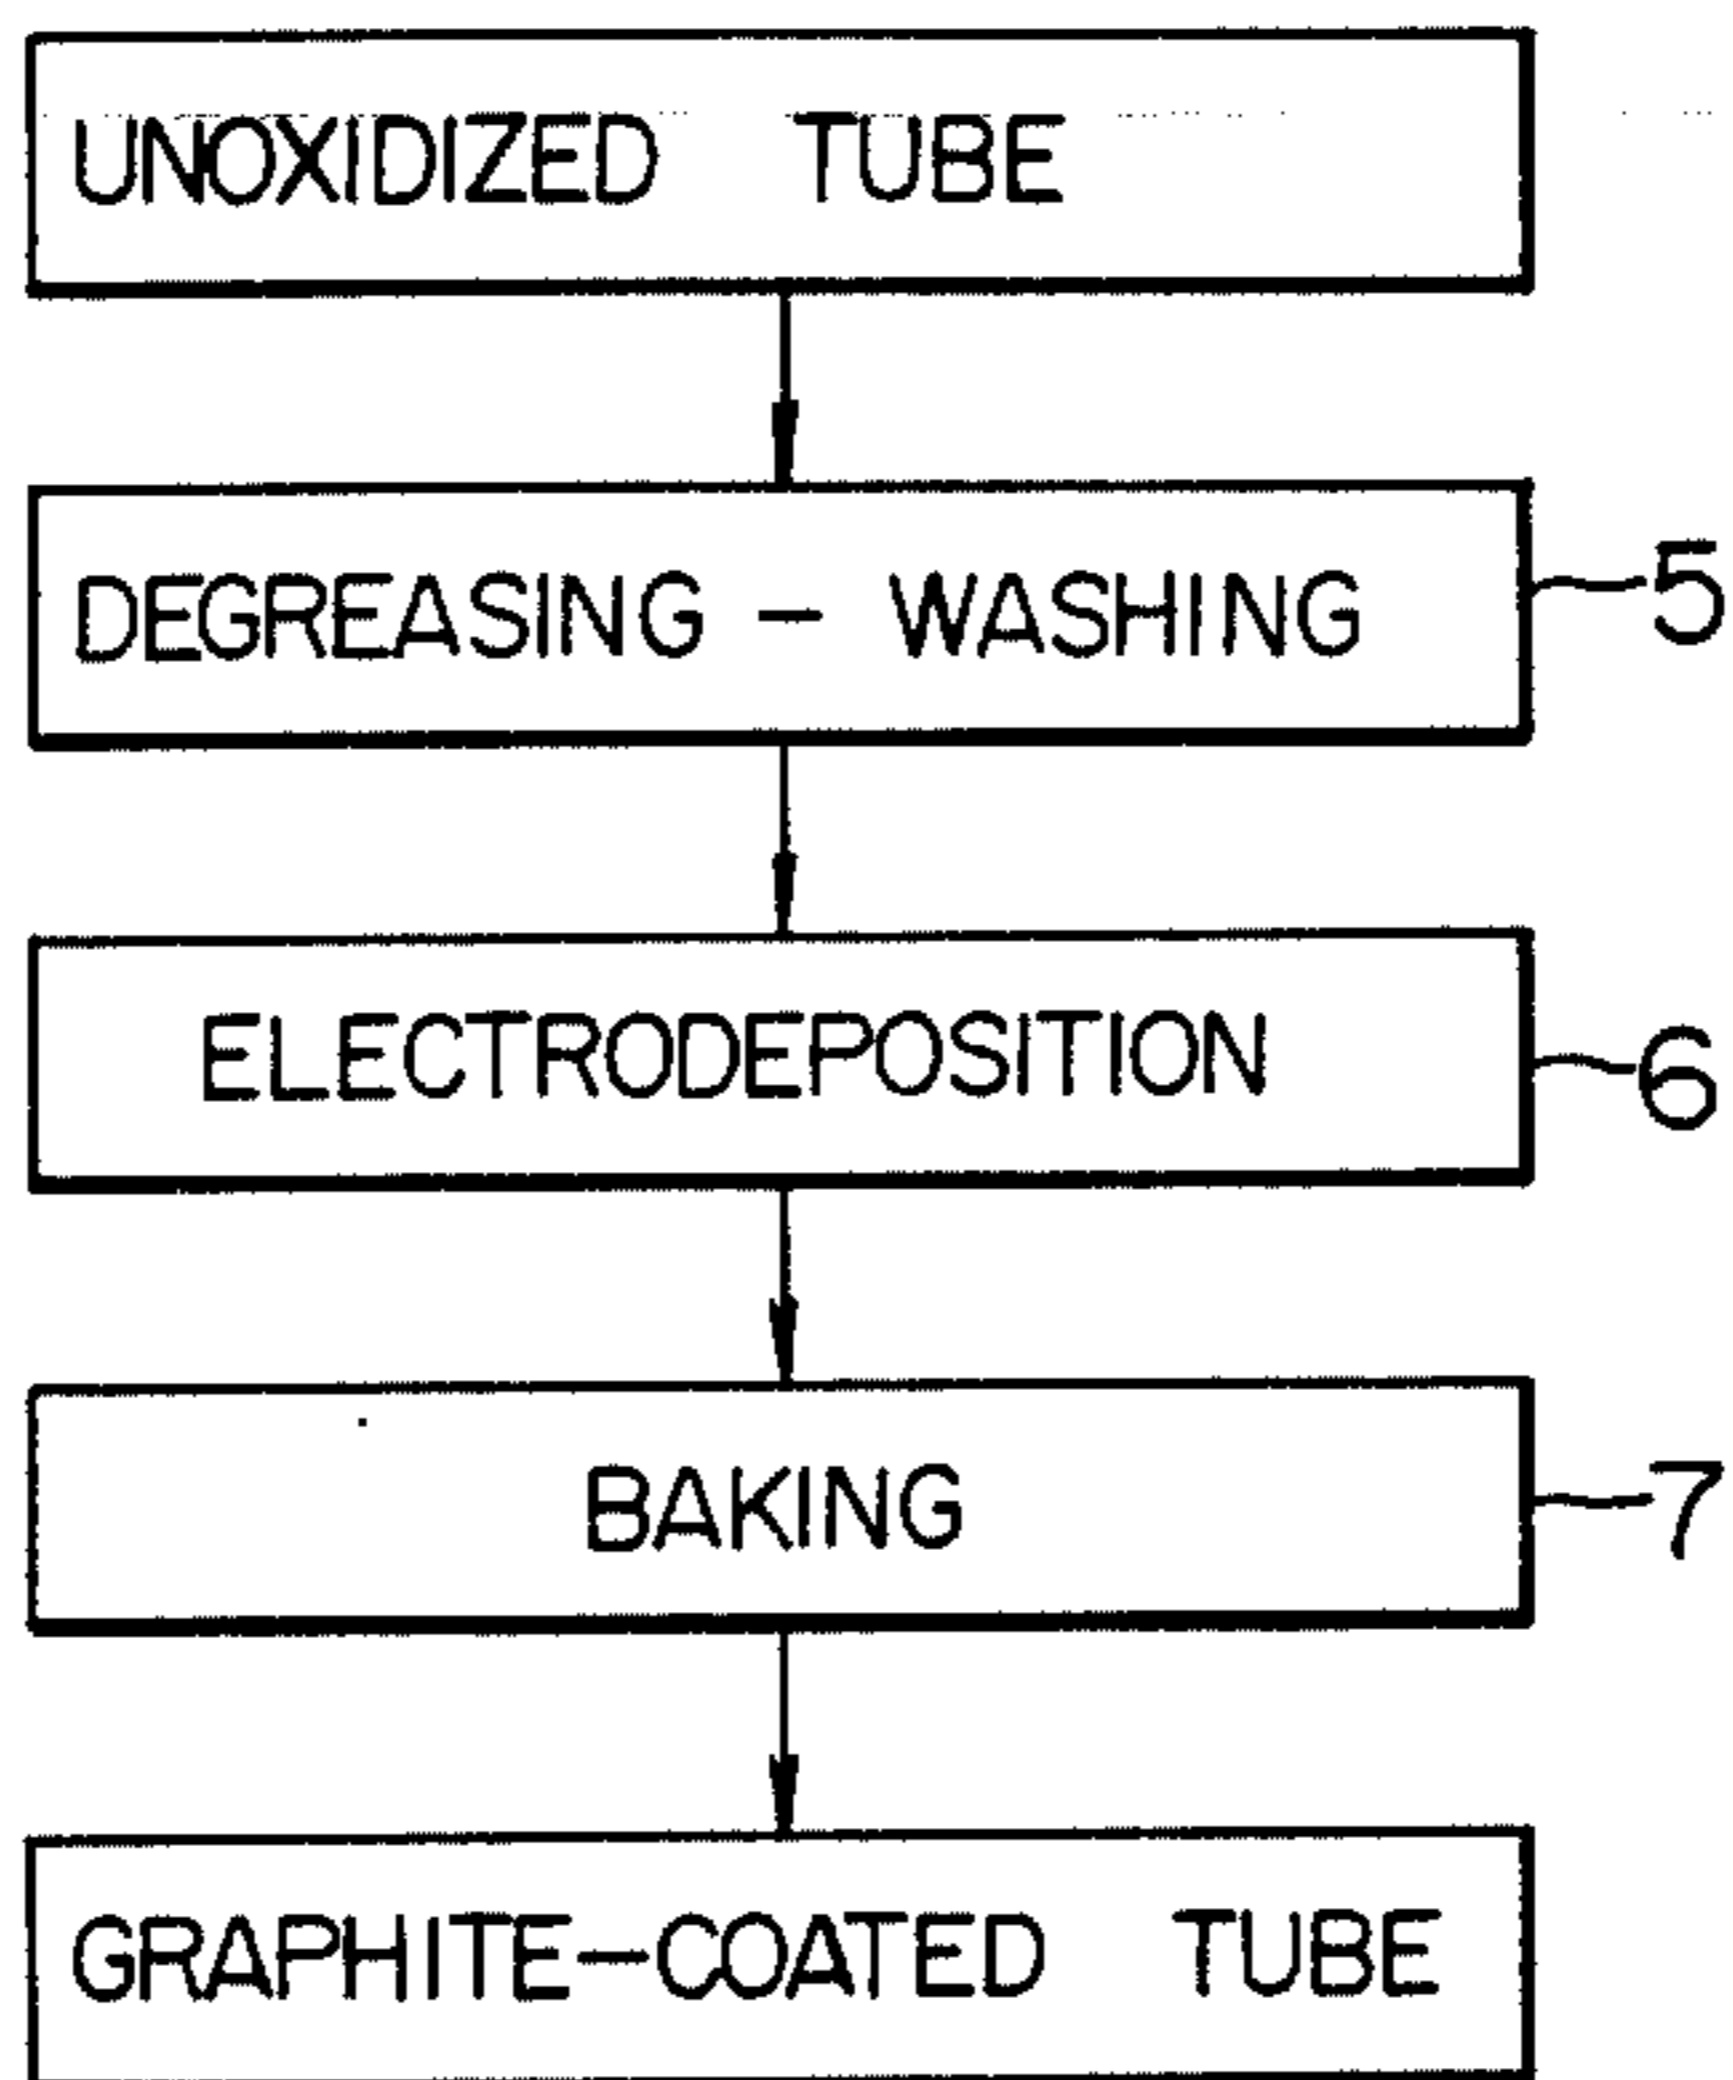 UNOXIDIZED TUBE
DEGREASING - WASHING 5
ELECTRODEPOSITION 6
BAKING 7
GRAPHITE-COATED TUBE